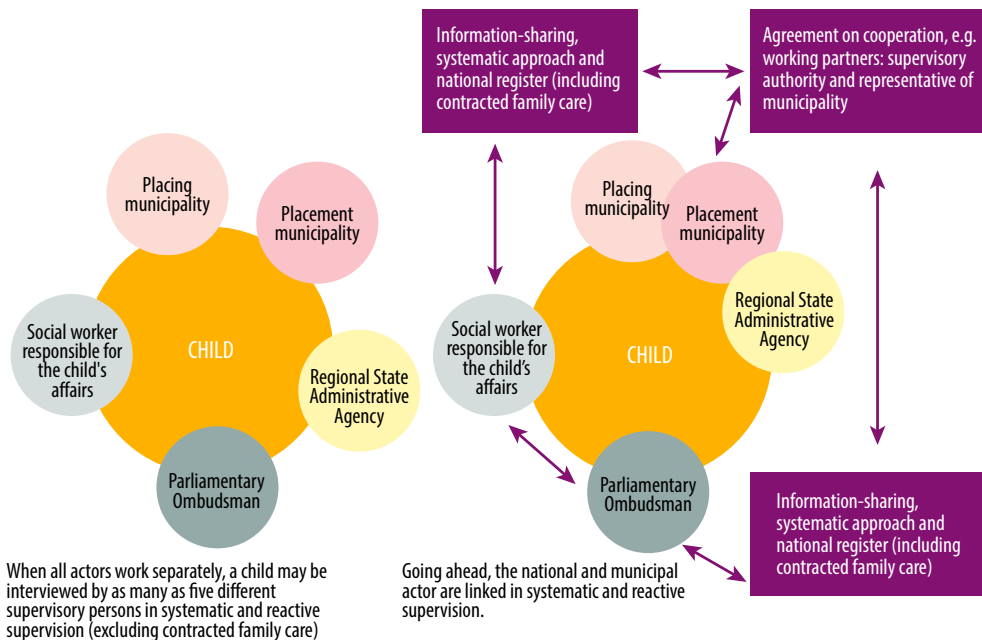 Placing
municipality
Placement
municipality
Social worker
responsible for
the child's
affairs
CHILD
Regional State
Administrative
Agency
Parliamentary
Ombudsman
When all actors work separately, a child may be
interviewed by as many as five different
supervisory persons in systematic and reactive
supervision (excluding contracted family care)
Information-sharing,
systematic approach and
national register (including
contracted family care)
Agreement on cooperation, e.g.
working partners: supervisory
authority and representative of
municipality
Placing
municipality
Placement
municipality
Regional State
Administrative
Agency
Social worker
responsible for
the child’s
affairs
CHILD
Parliamentary
Ombudsman
Information-sharing,
systematic approach and
national register (including
contracted family care)
Going ahead, the national and municipal
actor are linked in systematic and reactive
supervision.